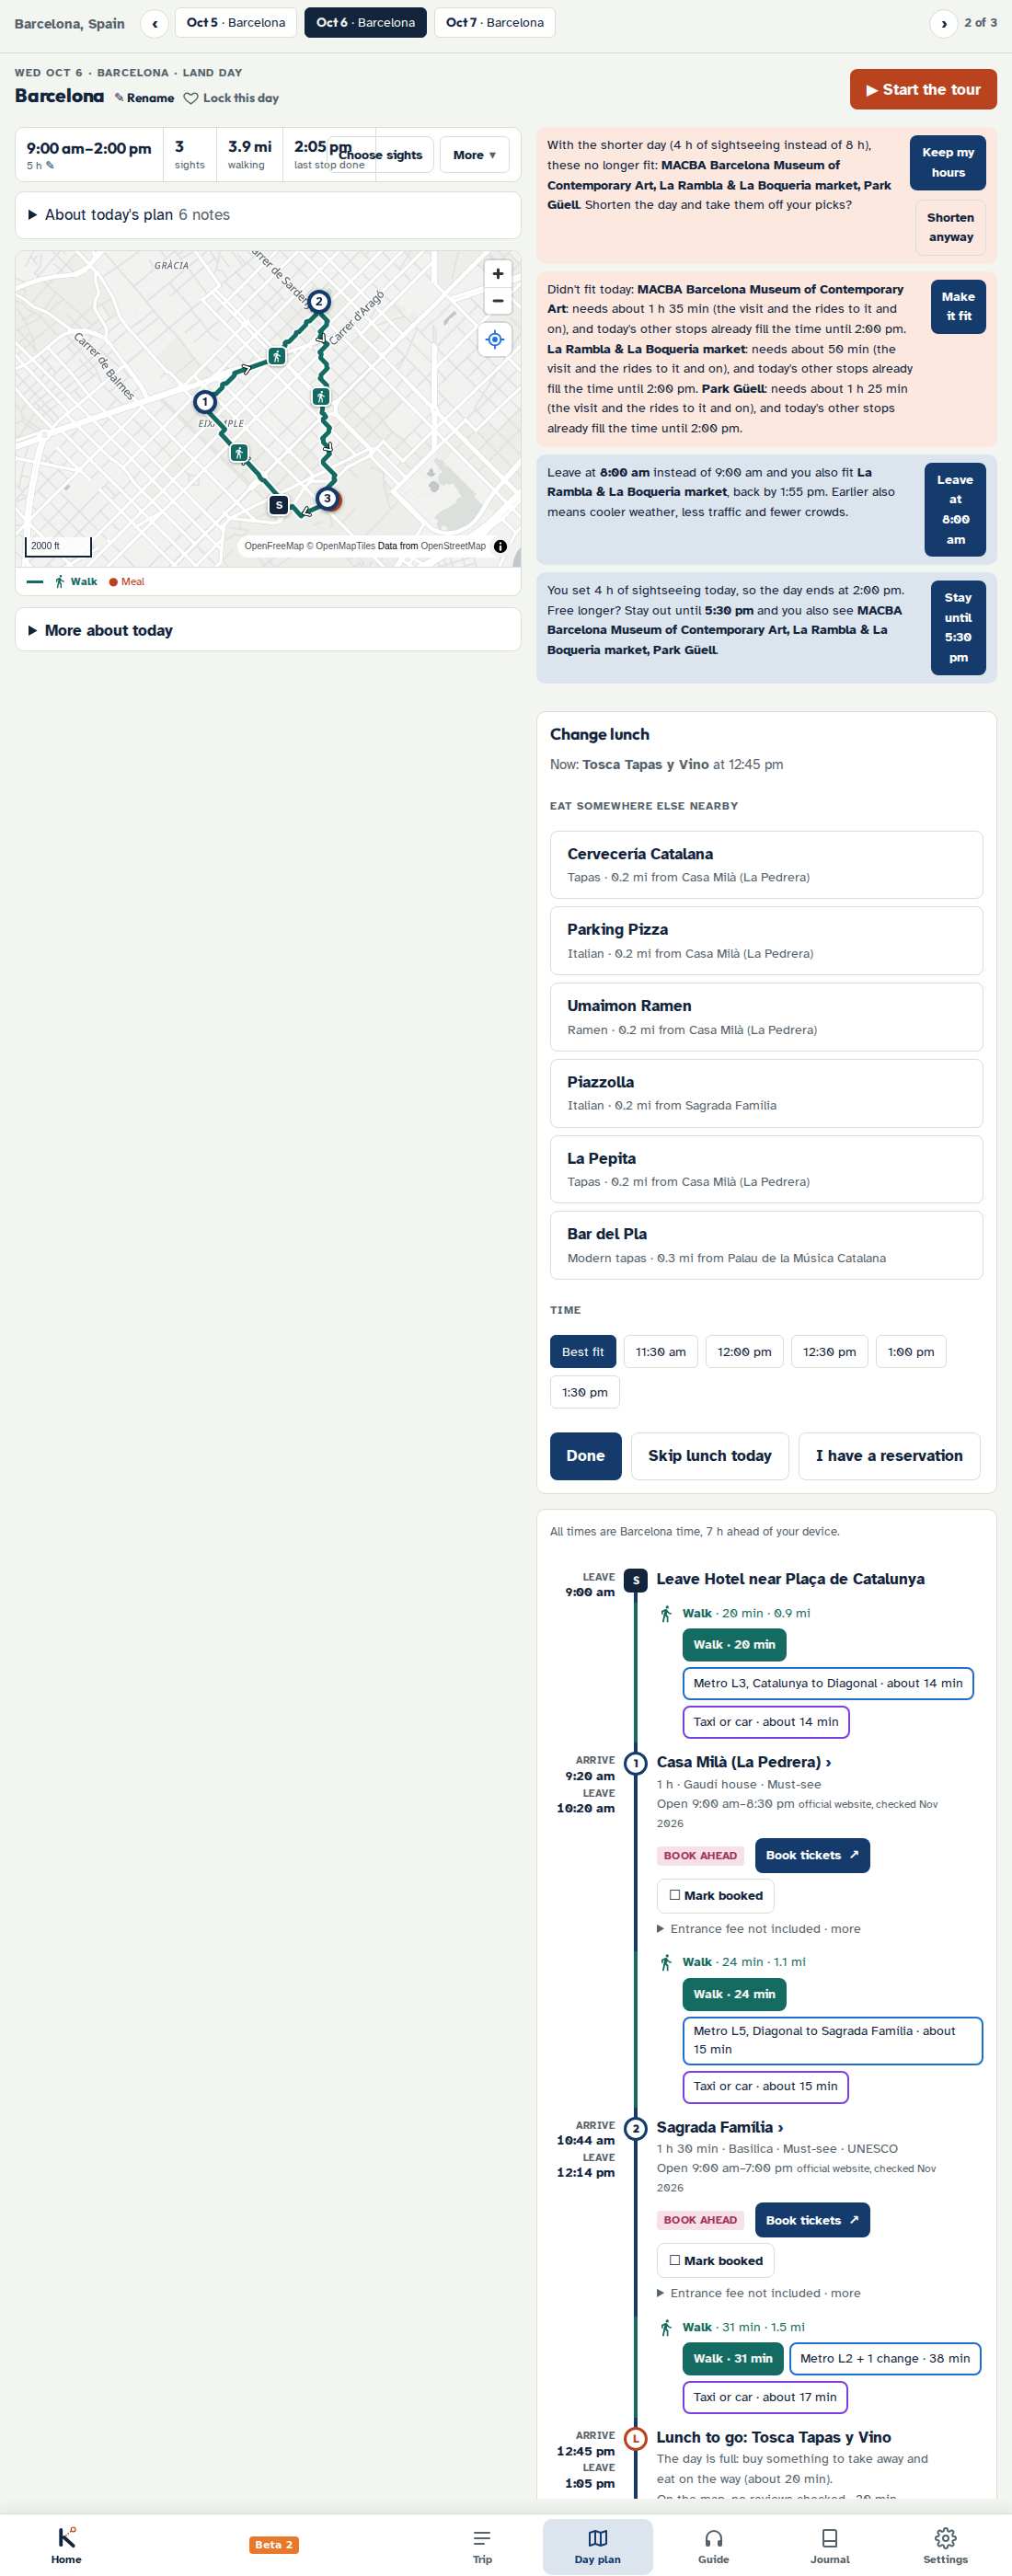 Barcelona, Spain
‹
Oct 5 · Barcelona
Oct 6 · Barcelona
Oct 7 · Barcelona
›
2 of 3
WED OCT 6 · BARCELONA · LAND DAY
Barcelona ✎ Rename Lock this day
▶ Start the tour
9:00 am–2:00 pm
5 h ✎
3
sights
3.9 mi
walking
2:05 pm
last stop done
Choose sights
More ▼
▶ About today's plan 6 notes
GRÀCIA
Carrer de Balmes
Carrer d'Aragó
1
2
3
S
+
−
2000 ft
OpenFreeMap © OpenMapTiles Data from OpenStreetMap
Walk
Meal
▶ More about today
With the shorter day (4 h of sightseeing instead of 8 h),
these no longer fit: MACBA Barcelona Museum of
Contemporary Art, La Rambla & La Boqueria market, Park
Güell. Shorten the day and take them off your picks?
Keep my
hours
Shorten
anyway
Didn't fit today: MACBA Barcelona Museum of Contemporary
Art: needs about 1 h 35 min (the visit and the rides to it and
on), and today's other stops already fill the time until 2:00 pm.
La Rambla & La Boqueria market: needs about 50 min (the
visit and the rides to it and on), and today's other stops already
fill the time until 2:00 pm. Park Güell: needs about 1 h 25 min
(the visit and the rides to it and on), and today's other stops
already fill the time until 2:00 pm.
Make
it fit
Leave at 8:00 am instead of 9:00 am and you also fit La
Rambla & La Boqueria market, back by 1:55 pm. Earlier also
means cooler weather, less traffic and fewer crowds.
Leave
at
8:00
am
You set 4 h of sightseeing today, so the day ends at 2:00 pm.
Free longer? Stay out until 5:30 pm and you also see MACBA
Barcelona Museum of Contemporary Art, La Rambla & La
Boqueria market, Park Güell.
Stay
until
5:30
pm
Change lunch
Now: Tosca Tapas y Vino at 12:45 pm
EAT SOMEWHERE ELSE NEARBY
Cervecería Catalana
Tapas · 0.2 mi from Casa Milà (La Pedrera)
Parking Pizza
Italian · 0.2 mi from Casa Milà (La Pedrera)
Umaimon Ramen
Ramen · 0.2 mi from Casa Milà (La Pedrera)
Piazzolla
Italian · 0.2 mi from Sagrada Família
La Pepita
Tapas · 0.2 mi from Casa Milà (La Pedrera)
Bar del Pla
Modern tapas · 0.3 mi from Palau de la Música Catalana
TIME
Best fit
11:30 am
12:00 pm
12:30 pm
1:00 pm
1:30 pm
Done
Skip lunch today
I have a reservation
All times are Barcelona time, 7 h ahead of your device.
LEAVE
9:00 am
S
Leave Hotel near Plaça de Catalunya
Walk · 20 min · 0.9 mi
Walk · 20 min
Metro L3, Catalunya to Diagonal · about 14 min
Taxi or car · about 14 min
ARRIVE
9:20 am
LEAVE
10:20 am
1
Casa Milà (La Pedrera) ›
1 h · Gaudí house · Must-see
Open 9:00 am–8:30 pm official website, checked Nov
2026
BOOK AHEAD
Book tickets ↗
☐ Mark booked
▶ Entrance fee not included · more
Walk · 24 min · 1.1 mi
Walk · 24 min
Metro L5, Diagonal to Sagrada Família · about
15 min
Taxi or car · about 15 min
ARRIVE
10:44 am
LEAVE
12:14 pm
2
Sagrada Família ›
1 h 30 min · Basilica · Must-see · UNESCO
Open 9:00 am–7:00 pm official website, checked Nov
2026
BOOK AHEAD
Book tickets ↗
☐ Mark booked
▶ Entrance fee not included · more
Walk · 31 min · 1.5 mi
Walk · 31 min
Metro L2 + 1 change · 38 min
Taxi or car · about 17 min
ARRIVE
12:45 pm
LEAVE
1:05 pm
L
Lunch to go: Tosca Tapas y Vino
The day is full: buy something to take away and
eat on the way (about 20 min).
Home
Beta 2
Trip
Day plan
Guide
Journal
Settings